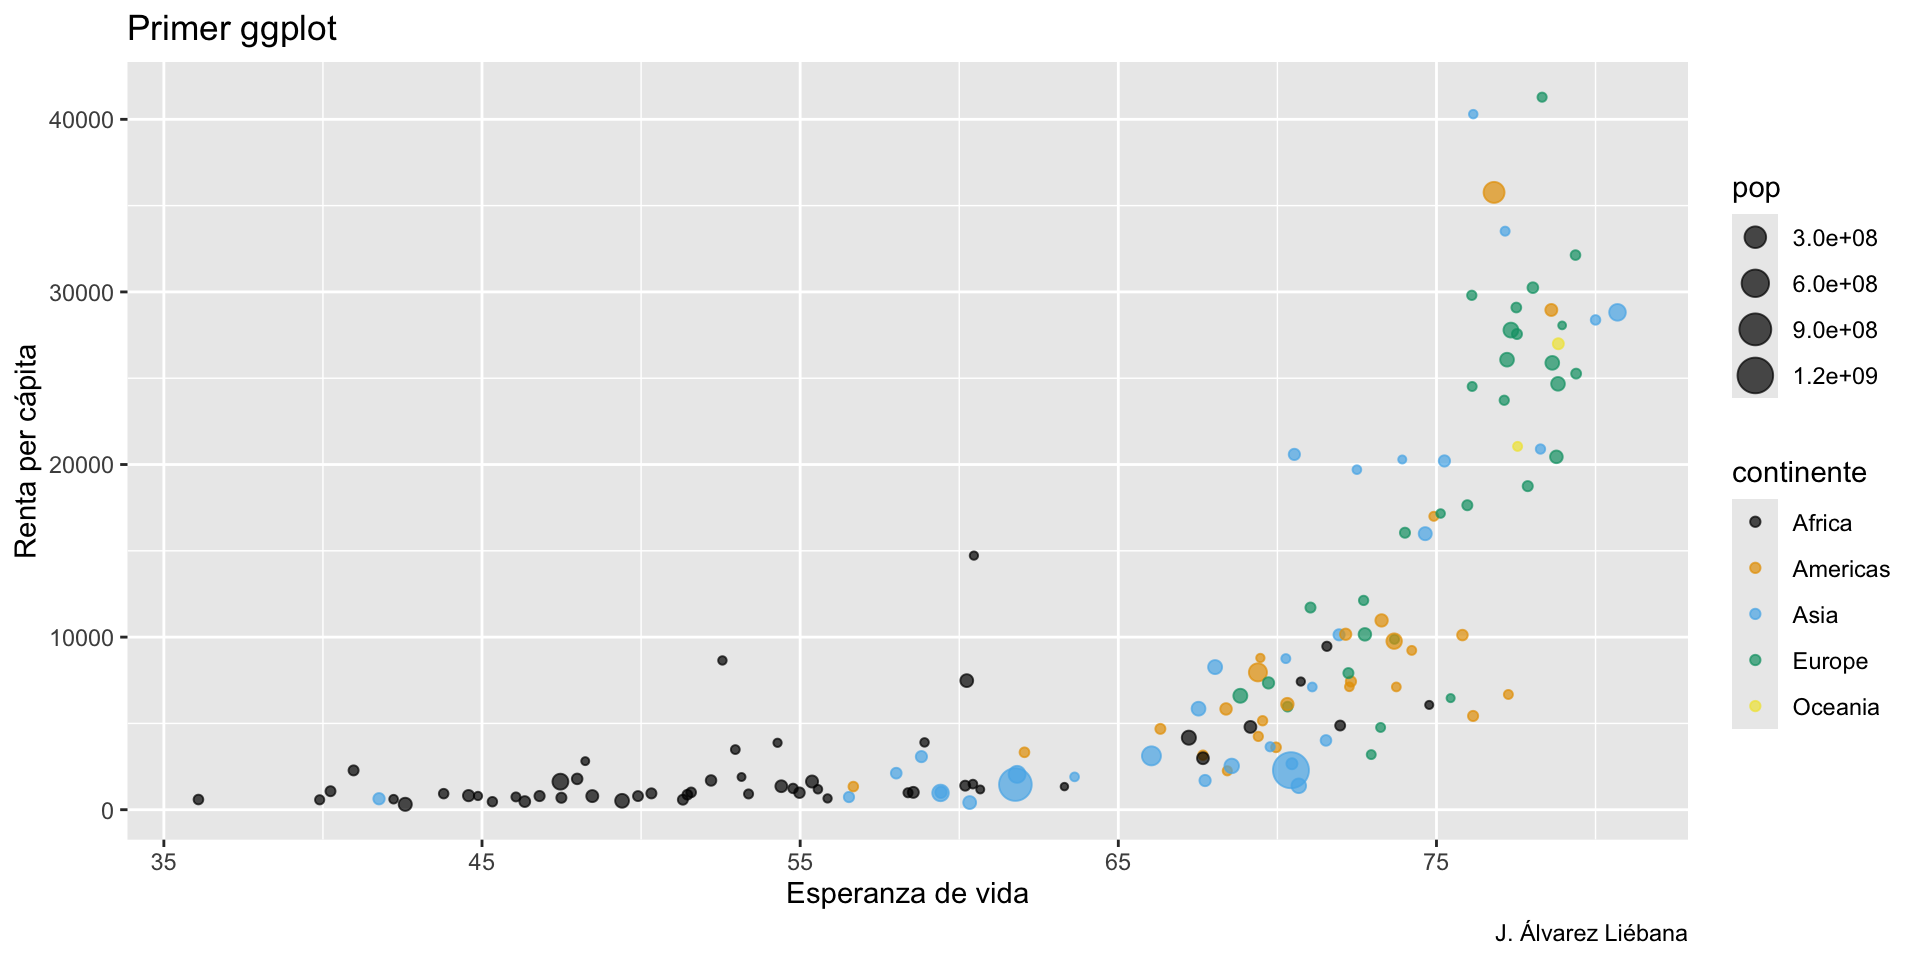 Primer ggplot
40000
30000
20000
10000
0
Renta per cápita
35 45 55 65 75
Esperanza de vida
pop
3.0e+08
6.0e+08
9.0e+08
1.2e+09
continente
Africa
Americas
Asia
Europe
Oceania
J. Álvarez Liébana